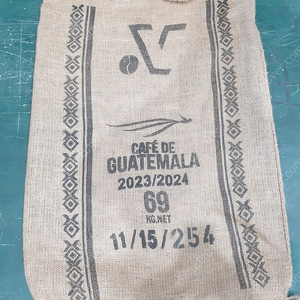 CAFÉ DE
GUATEMALA
2023/2024
69
KG.NET
11/15/254